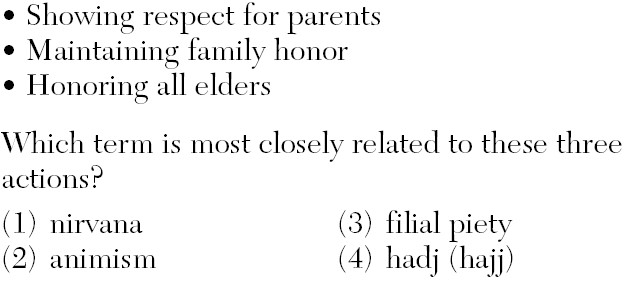 • Showing respect for parents
• Maintaining family honor
• Honoring all elders
Which term is most closely related to these three
actions?
(1) nirvana
(2) animism
(3) filial piety
(4) hadj (hajj)